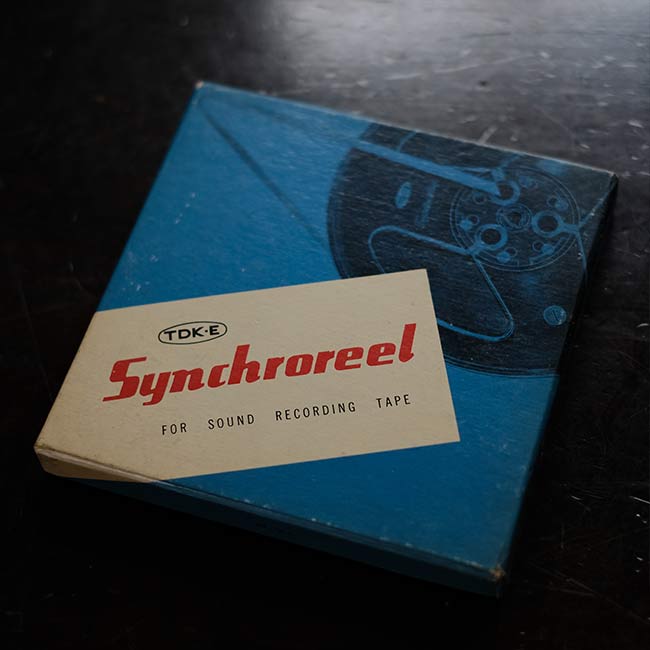 TDK·E
Synchroreel
FOR SOUND RECORDING TAPE